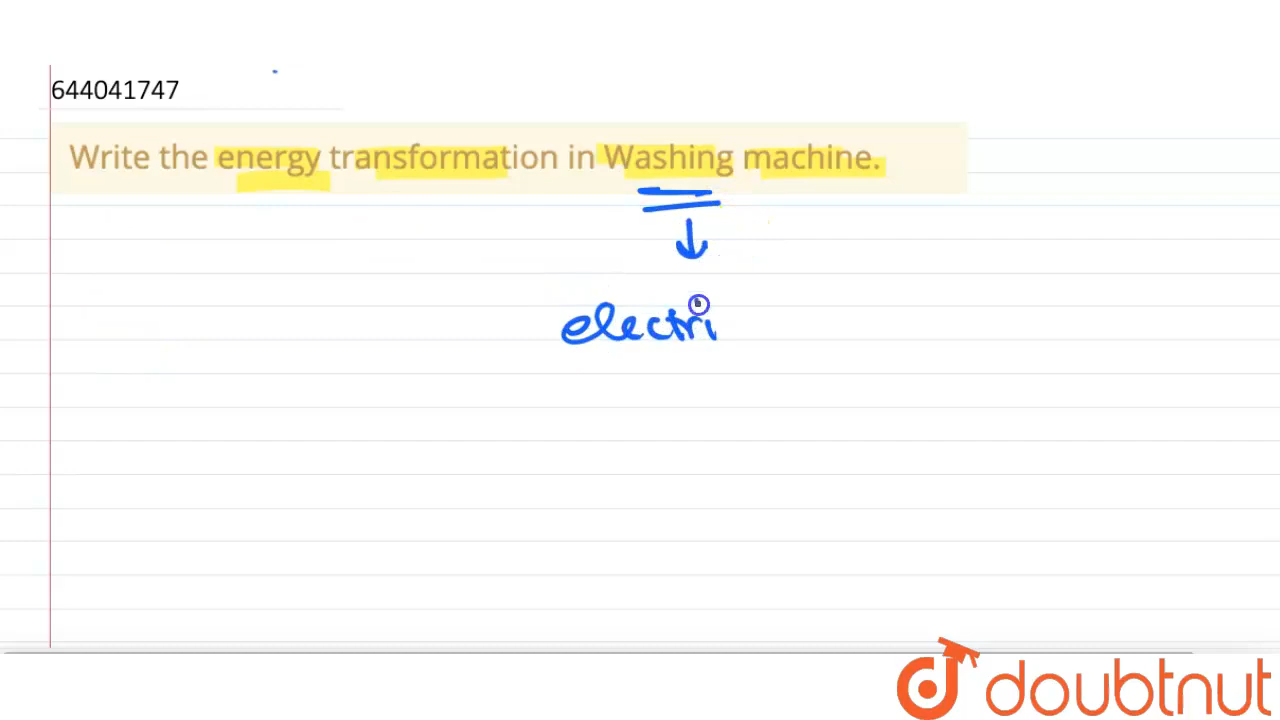 644041747
Write the energy transformation in Washing machine.
electri
doubtnut